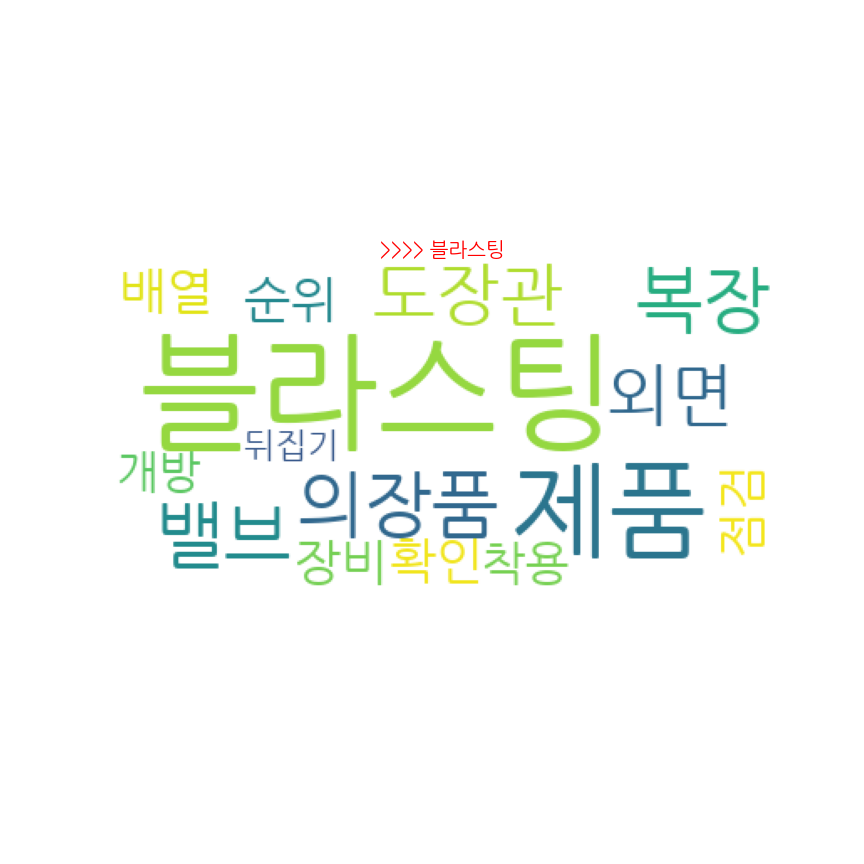 >>>> 블라스팅
배열 순위 도장관 복장
블라스팅 외면
뒤집기
개방 의장품 제품 점검
밸브
장비 확인 착용